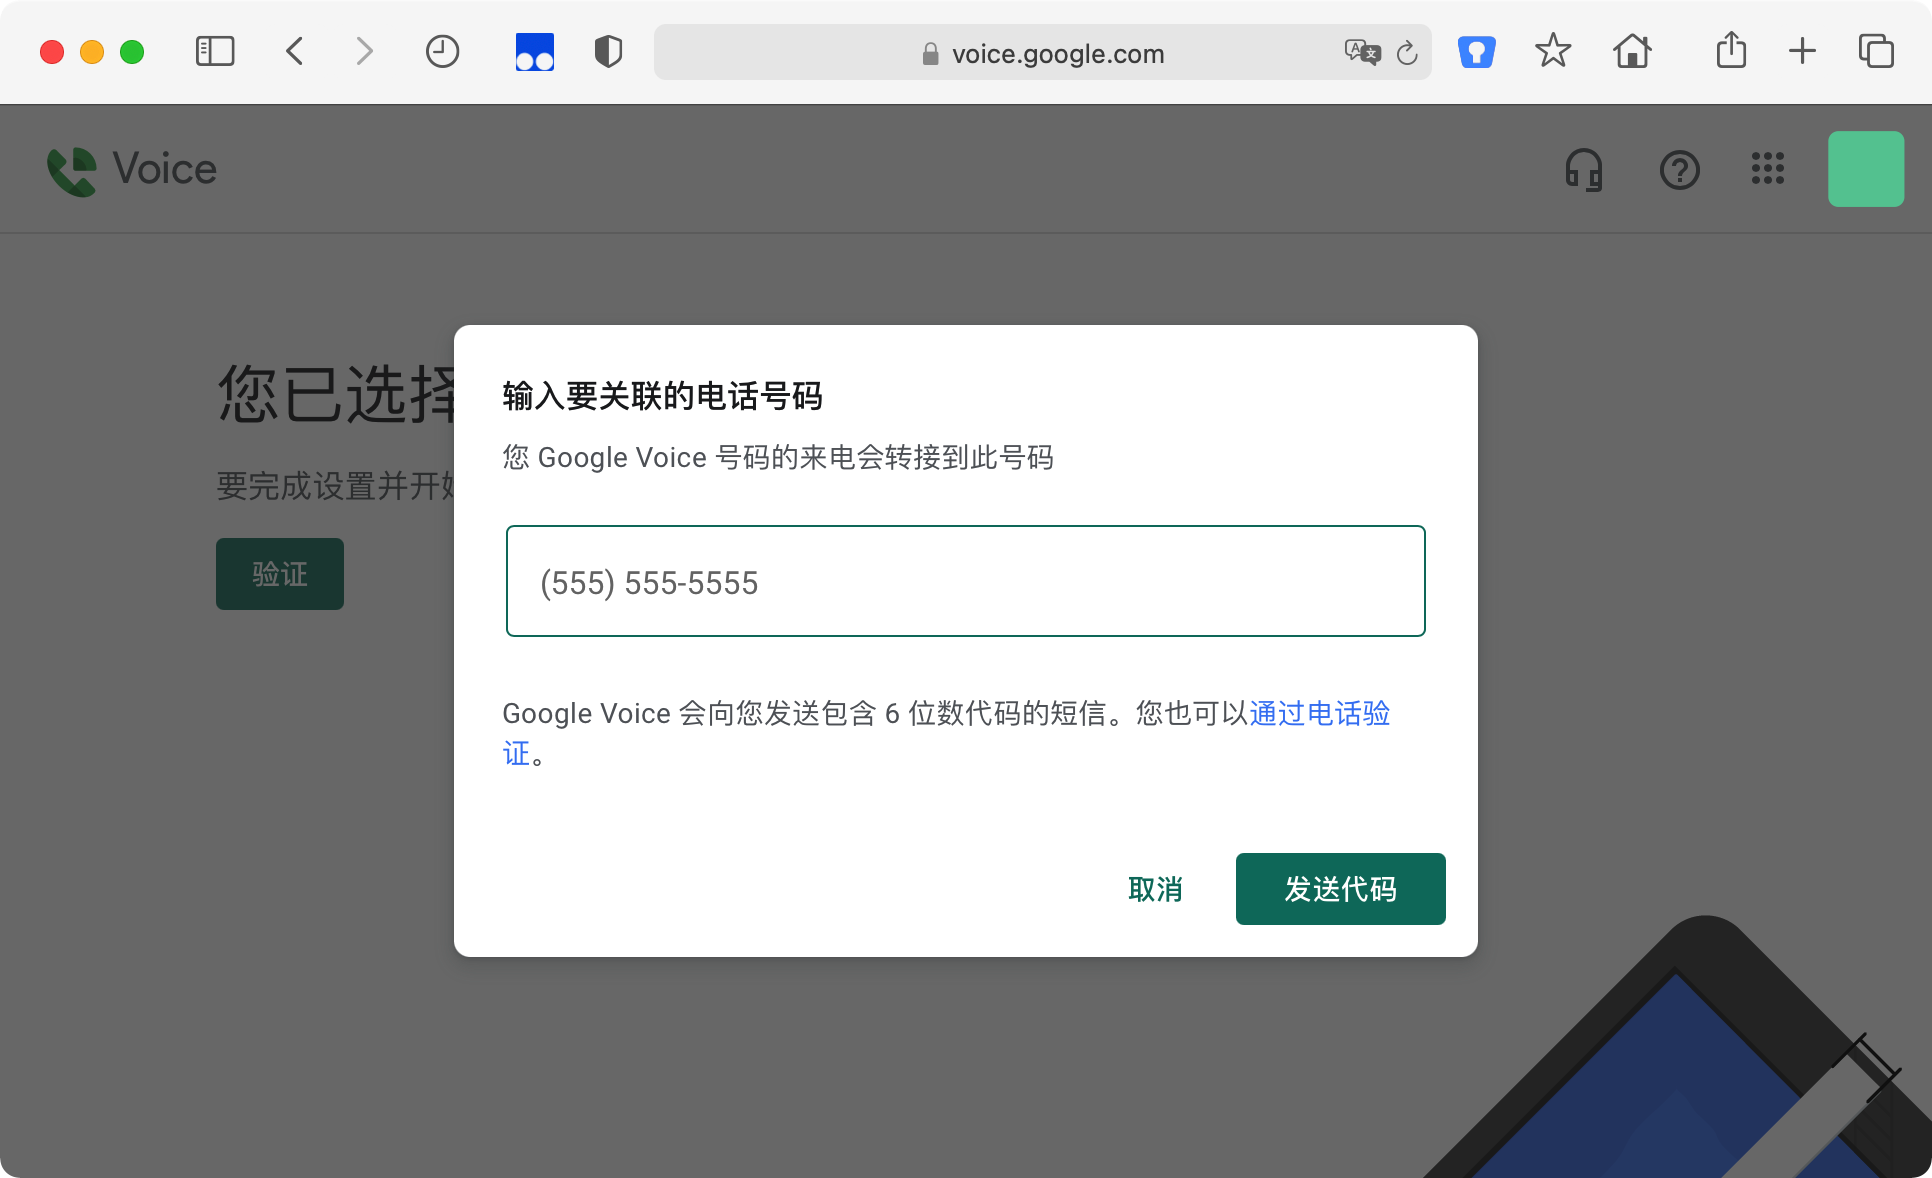 voice.google.com
Voice
您已选择
要完成设置并开始
验证
输入要关联的电话号码
您 Google Voice 号码的来电会转接到此号码
(555) 555-5555
Google Voice 会向您发送包含 6 位数代码的短信。您也可以通过电话验
证。
取消
发送代码